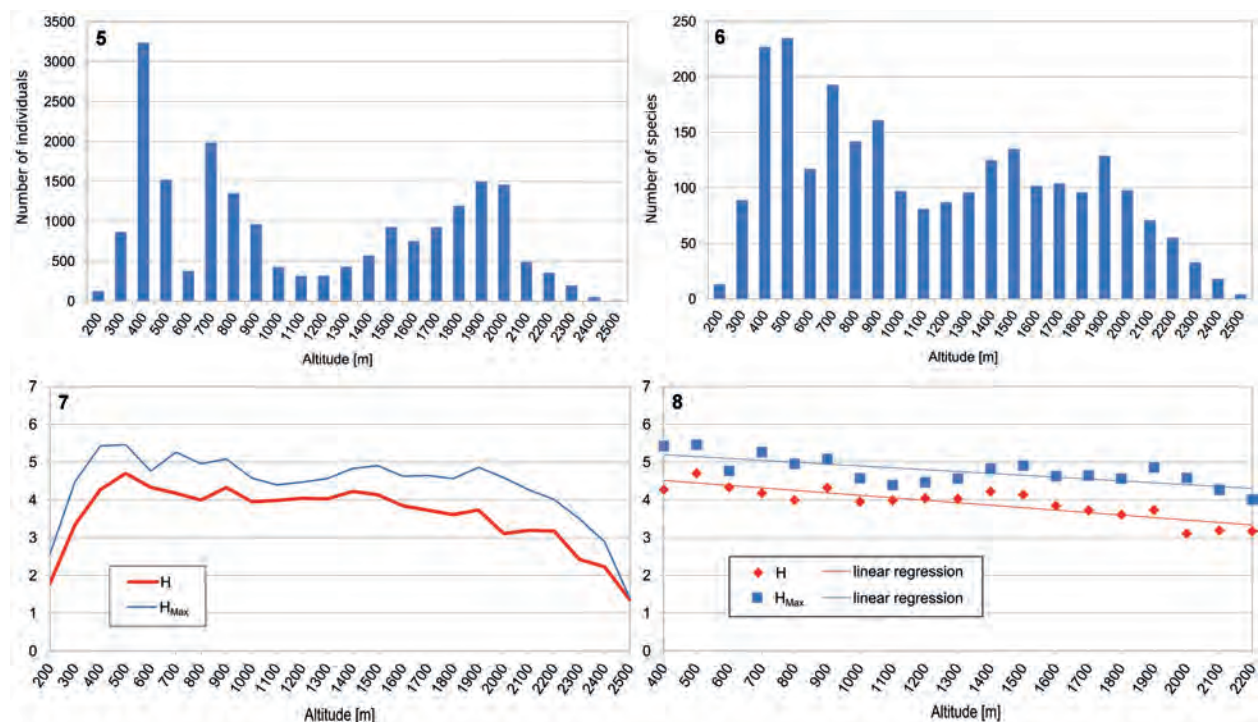 5
Number of individuals
3500
3000
2500
2000
1500
1000
500
0
200 300 400 500 600 700 800 900 1000 1100 1200 1300 1400 1500 1600 1700 1800 1900 2000 2100 2200 2300 2400 2500
Altitude [m]
6
Number of species
250
200
150
100
50
0
200 300 400 500 600 700 800 900 1000 1100 1200 1300 1400 1500 1600 1700 1800 1900 2000 2100 2200 2300 2400 2500
Altitude [m]
7
7
6
5
4
3
2
1
0
H
HMax
200 300 400 500 600 700 800 900 1000 1100 1200 1300 1400 1500 1600 1700 1800 1900 2000 2100 2200 2300 2400 2500
Altitude [m]
8
7
6
5
4
3
2
1
0
H linear regression
HMax linear regression
400 500 600 700 800 900 1000 1100 1200 1300 1400 1500 1600 1700 1800 1900 2000 2100 2200
Altitude [m]